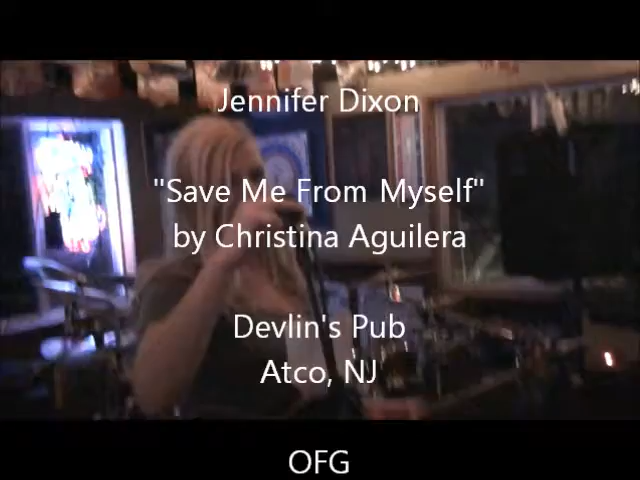 Jennifer Dixon
"Save Me From Myself"
by Christina Aguilera
Devlin's Pub
Atco, NJ
OFG